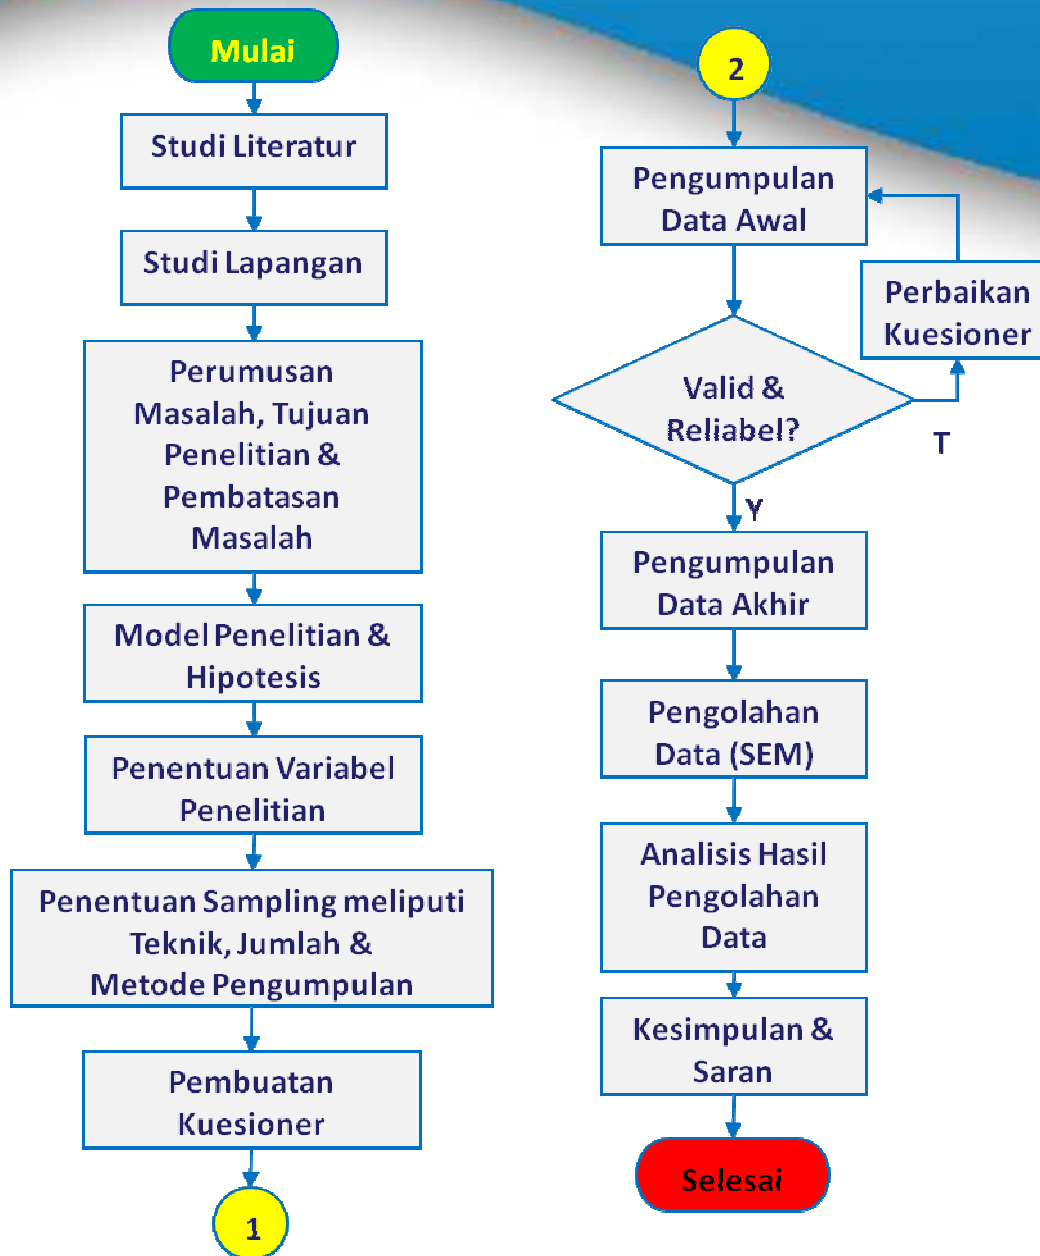 Mulai
Studi Literatur
Studi Lapangan
Perumusan
Masalah, Tujuan
Penelitian &
Pembatasan
Masalah
Model Penelitian &
Hipotesis
Penentuan Variabel
Penelitian
Penentuan Sampling meliputi
Teknik, Jumlah &
Metode Pengumpulan
Pembuatan
Kuesioner
1
2
Pengumpulan
Data Awal
Perbaikan
Kuesioner
Valid &
Reliabel?
T
Y
Pengumpulan
Data Akhir
Pengolahan
Data (SEM)
Analisis Hasil
Pengolahan
Data
Kesimpulan &
Saran
Selesai